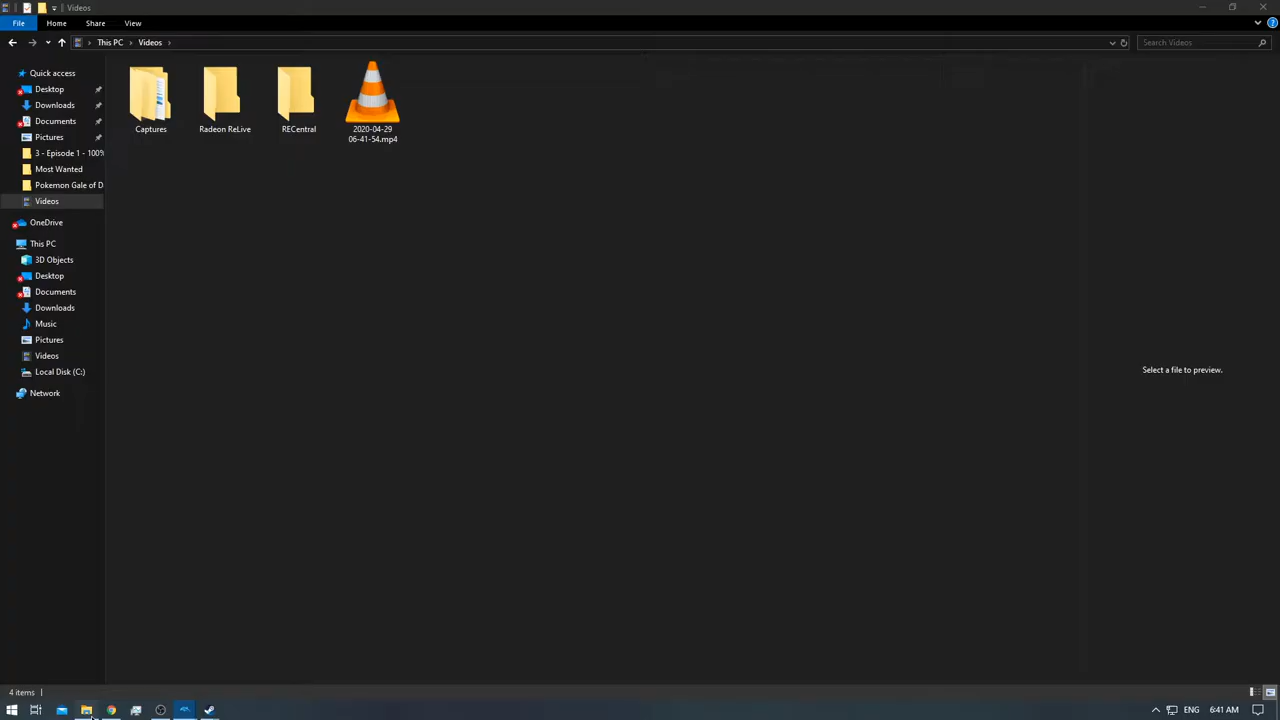 Videos
File Home Share View
This PC Videos Search Videos
Quick access
Desktop
Downloads
Documents
Pictures
3 - Episode 1 - 100%
Most Wanted
Pokemon Gale of D
Videos
OneDrive
This PC
3D Objects
Desktop
Documents
Downloads
Music
Pictures
Videos
Local Disk (C:)
Network
Captures
Radeon ReLive
RECentral
2020-04-29
06-41-54.mp4
Select a file to preview.
4 items
ENG 6:41 AM